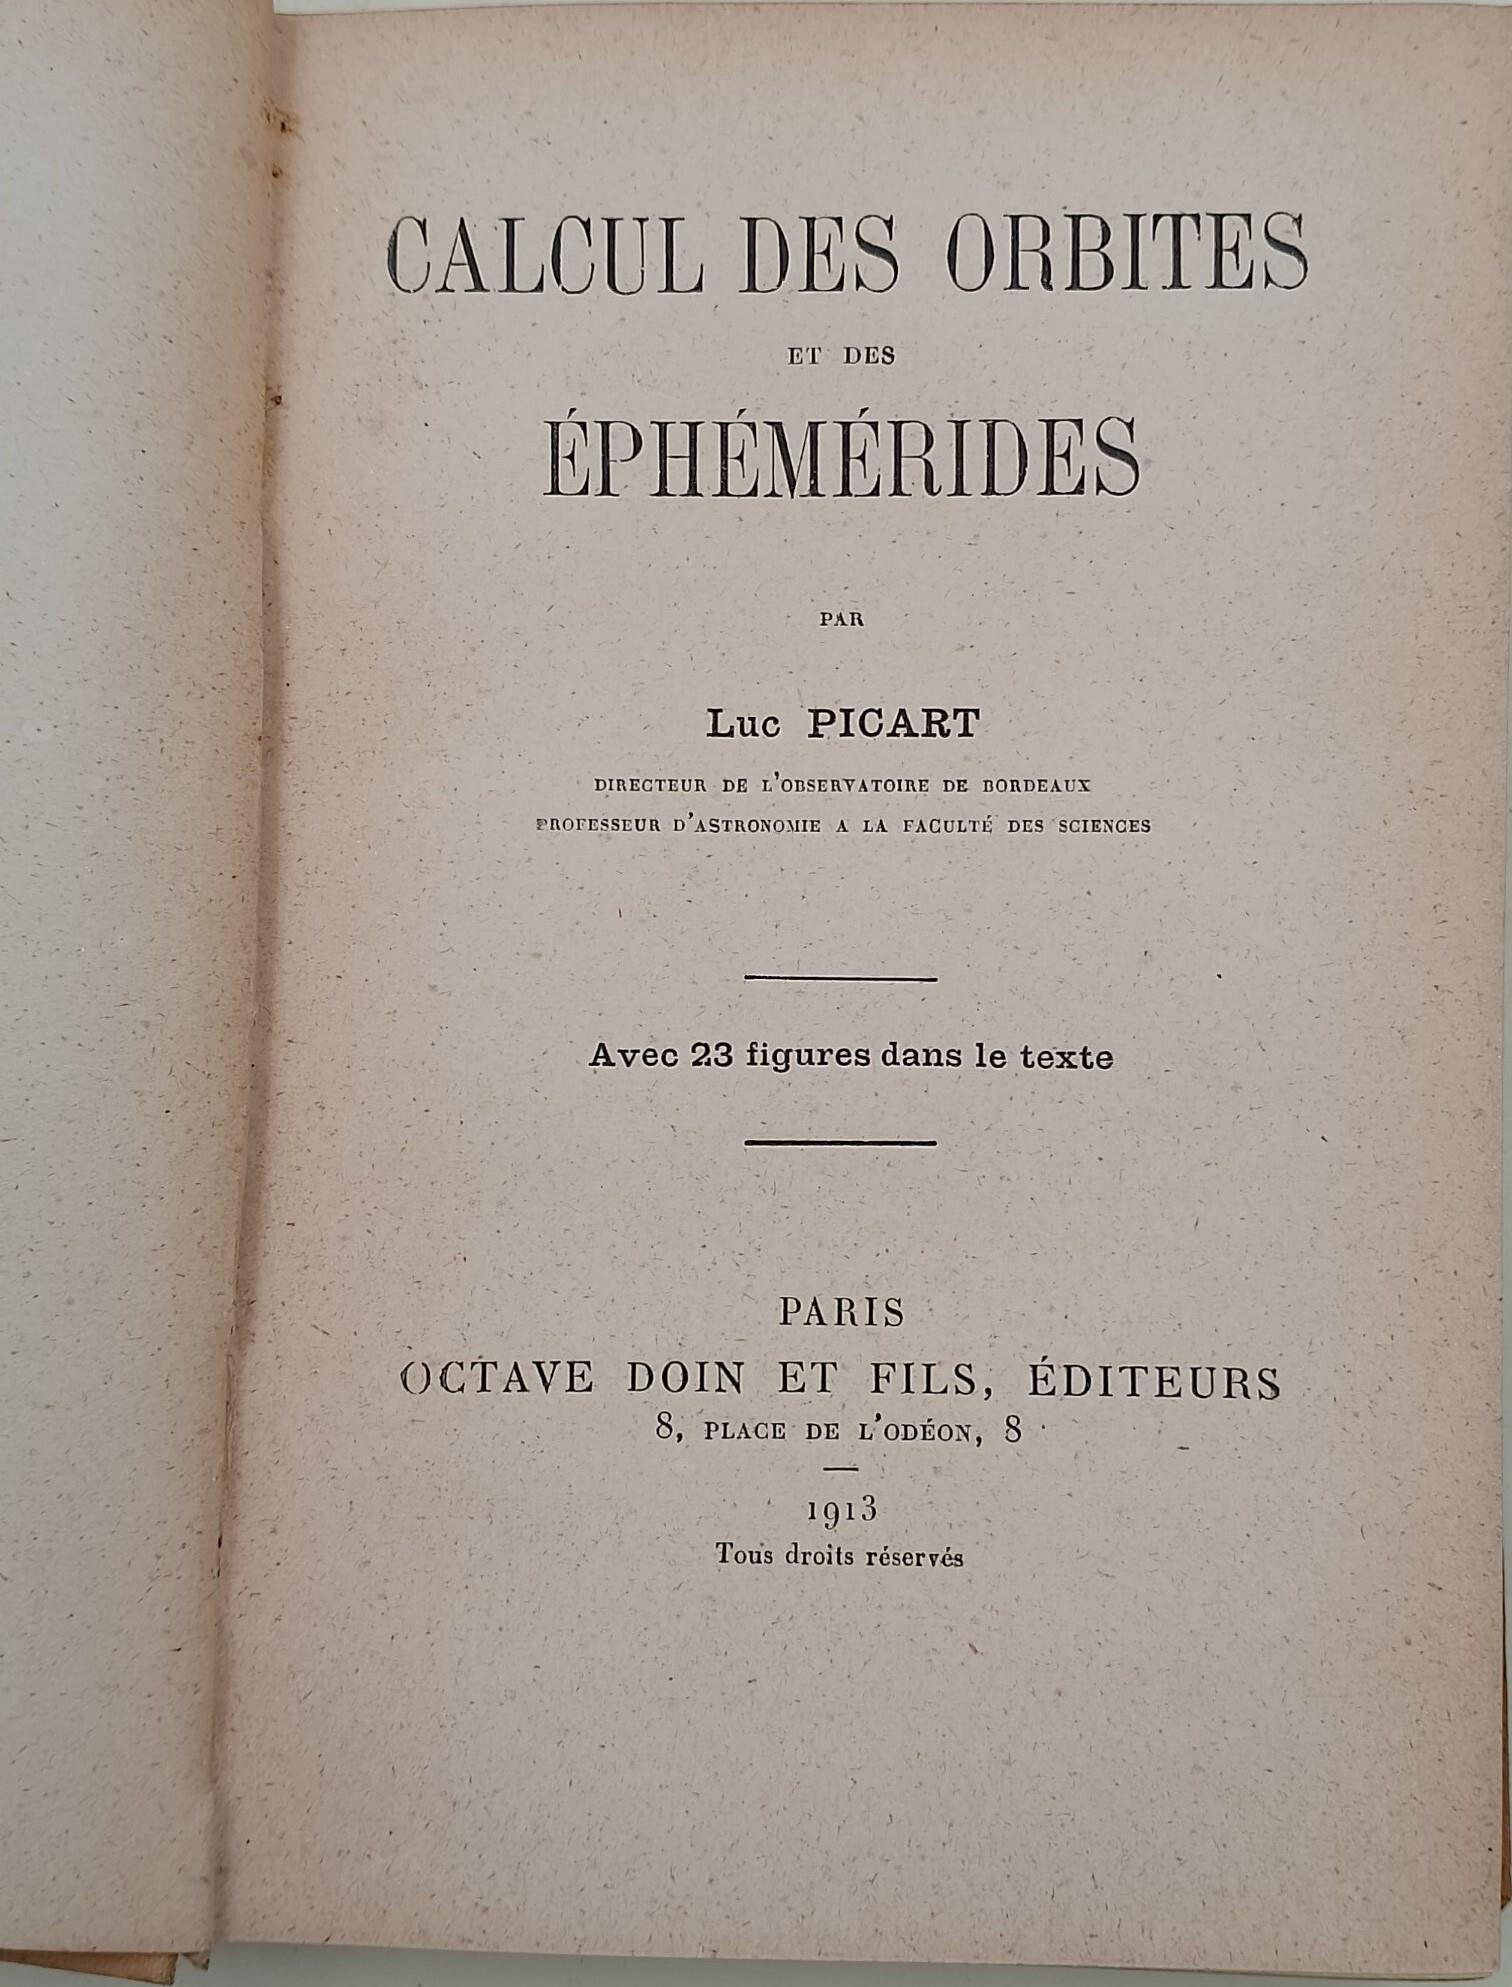 CALCUL DES ORBITES
ET DES
ÉPHÉMÉRIDES
PAR
Luc PICART
DIRECTEUR DE L'OBSERVATOIRE DE BORDEAUX
PROFESSEUR D'ASTRONOMIE A LA FACULTÉ DES SCIENCES
Avec 23 figures dans le texte
PARIS
OCTAVE DOIN ET FILS, ÉDITEURS
8, PLACE DE L'ODÉON, 8
1913
Tous droits réservés